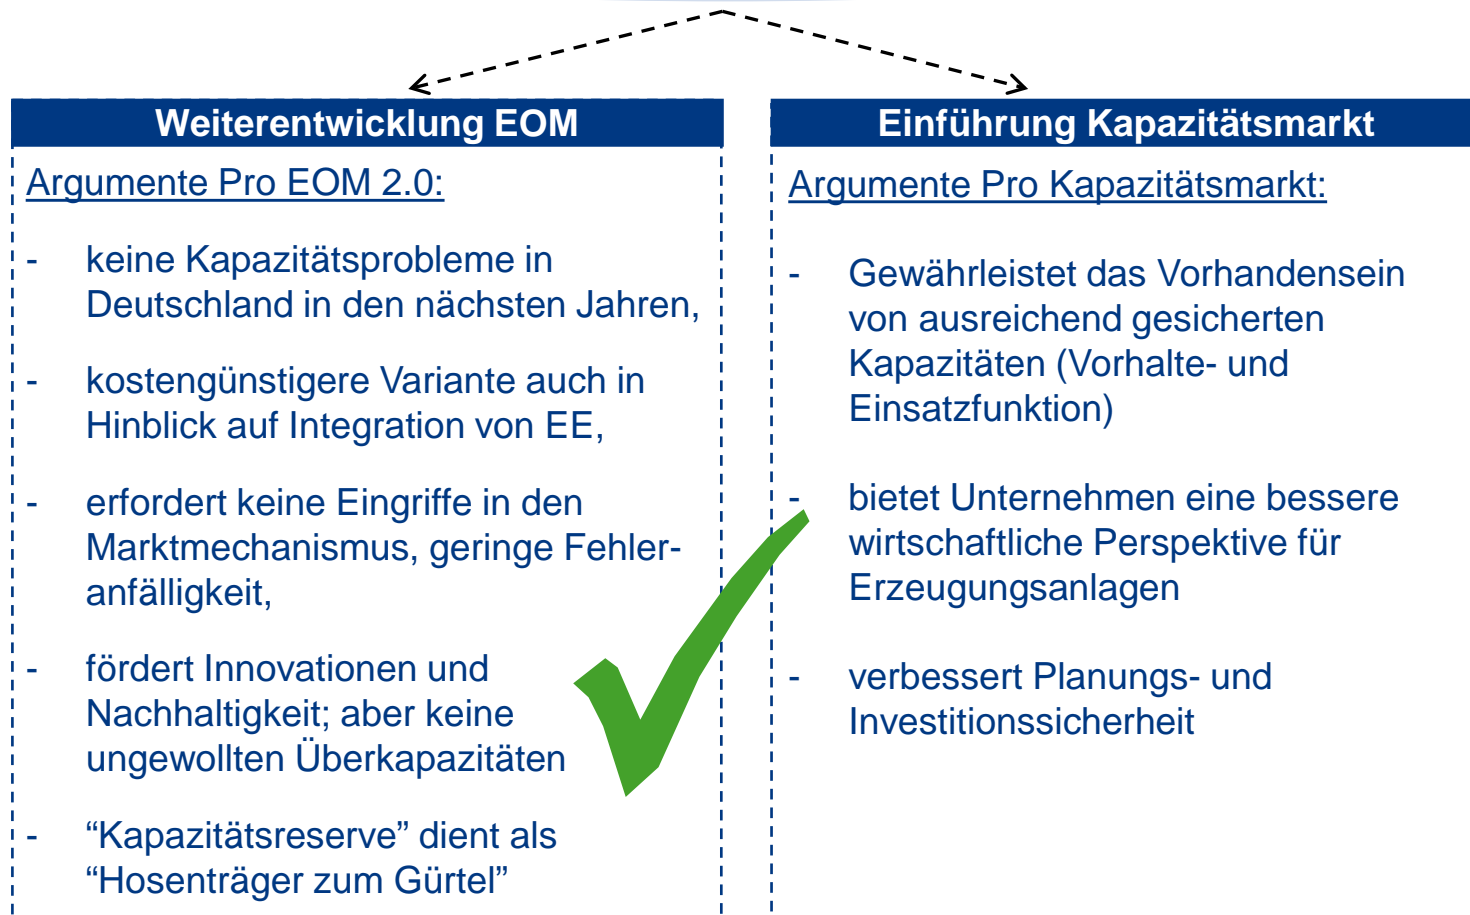 Weiterentwicklung EOM
Argumente Pro EOM 2.0:
- keine Kapazitätsprobleme in
Deutschland in den nächsten Jahren,
- kostengünstigere Variante auch in
Hinblick auf Integration von EE,
- erfordert keine Eingriffe in den
Marktmechanismus, geringe Fehler-
anfälligkeit,
- fördert Innovationen und
Nachhaltigkeit; aber keine
ungewollten Überkapazitäten
- “Kapazitätsreserve” dient als
“Hosenträger zum Gürtel”
Einführung Kapazitätsmarkt
Argumente Pro Kapazitätsmarkt:
- Gewährleistet das Vorhandensein
von ausreichend gesicherten
Kapazitäten (Vorhalte- und
Einsatzfunktion)
- bietet Unternehmen eine bessere
wirtschaftliche Perspektive für
Erzeugungsanlagen
- verbessert Planungs- und
Investitionssicherheit